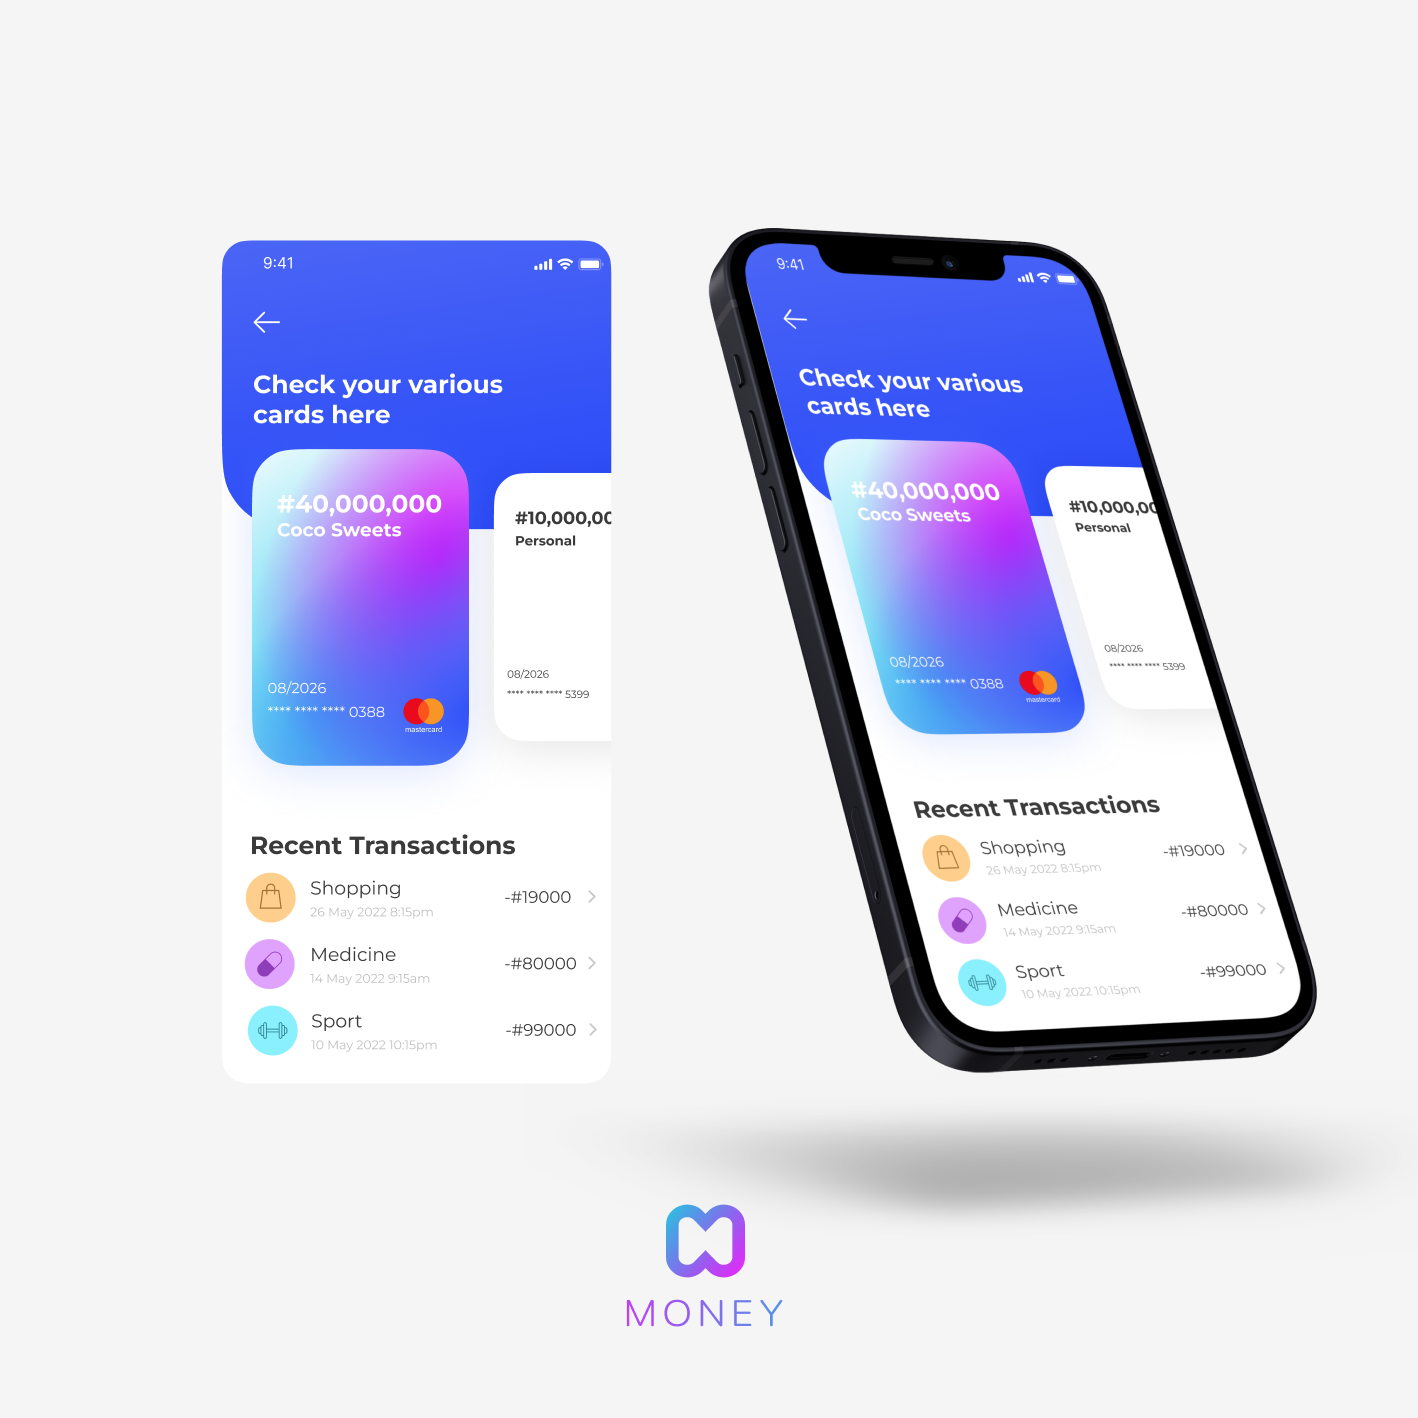 9:41
Check your various
cards here
#40,000,000
Coco Sweets
08/2026
**** **** **** 0388
mastercard
#10,000,00
Personal
08/2026
**** **** **** 5399
Recent Transactions
Shopping
26 May 2022 8:15pm
-#19000
Medicine
14 May 2022 9:15am
-#80000
Sport
10 May 2022 10:15pm
-#99000
9:41
Check your various
cards here
#40,000,000
Coco Sweets
08/2026
**** **** **** 0388
mastercard
#10,000,00
Personal
08/2026
**** **** **** 5399
Recent Transactions
Shopping
26 May 2022 8:15pm
-#19000
Medicine
14 May 2022 9:15am
-#80000
Sport
10 May 2022 10:15pm
-#99000
MONEY